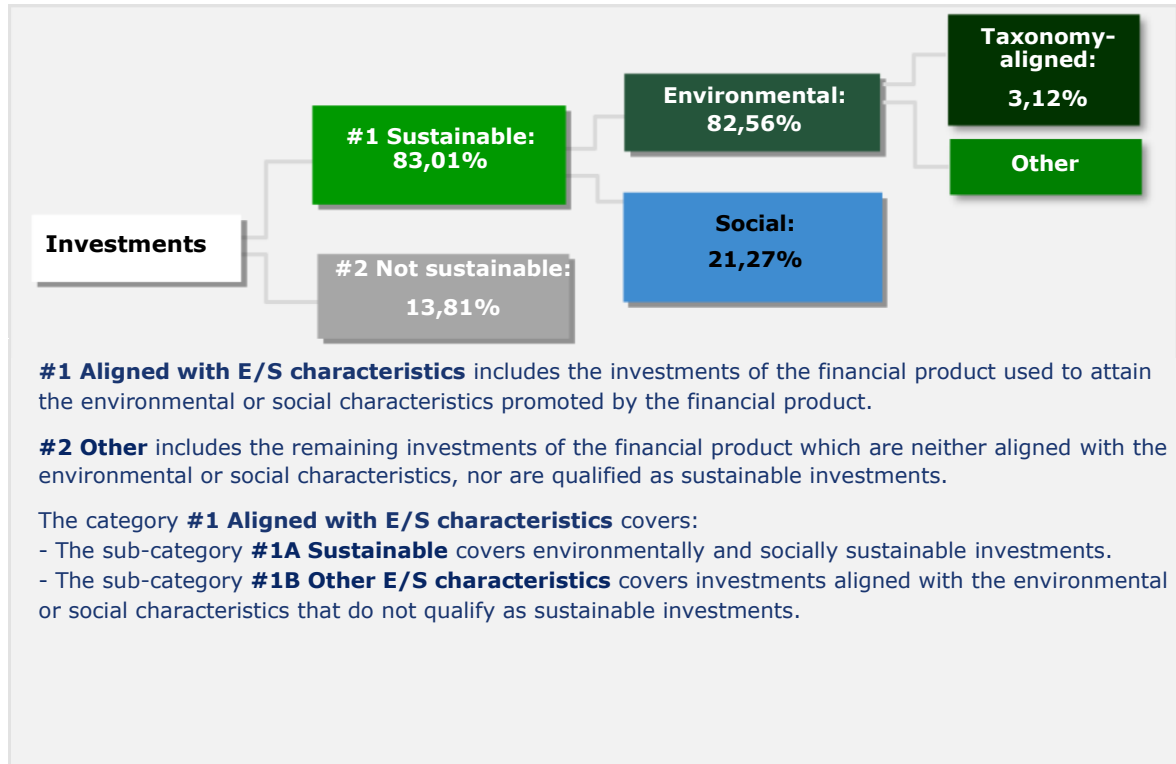 Taxonomy-
aligned:
3,12%
Environmental:
82,56%
#1 Sustainable:
83,01%
Other
Social:
21,27%
Investments
#2 Not sustainable:
13,81%
#1 Aligned with E/S characteristics includes the investments of the financial product used to attain
the environmental or social characteristics promoted by the financial product.
#2 Other includes the remaining investments of the financial product which are neither aligned with the
environmental or social characteristics, nor are qualified as sustainable investments.
The category #1 Aligned with E/S characteristics covers:
- The sub-category #1A Sustainable covers environmentally and socially sustainable investments.
- The sub-category #1B Other E/S characteristics covers investments aligned with the environmental
or social characteristics that do not qualify as sustainable investments.